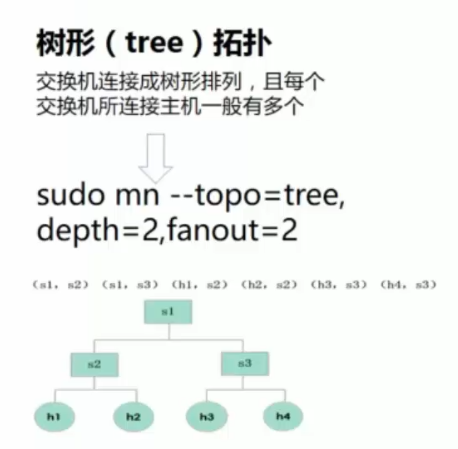 树形（tree）拓扑
交换机连接成树形排列，且每个
交换机所连接主机一般有多个
sudo mn --topo=tree,
depth=2,fanout=2
（s1, s2）（s1, s3）（h1, s2）（h2, s2）（h3, s3）（h4, s3）
s1
s2 s3
h1 h2 h3 h4